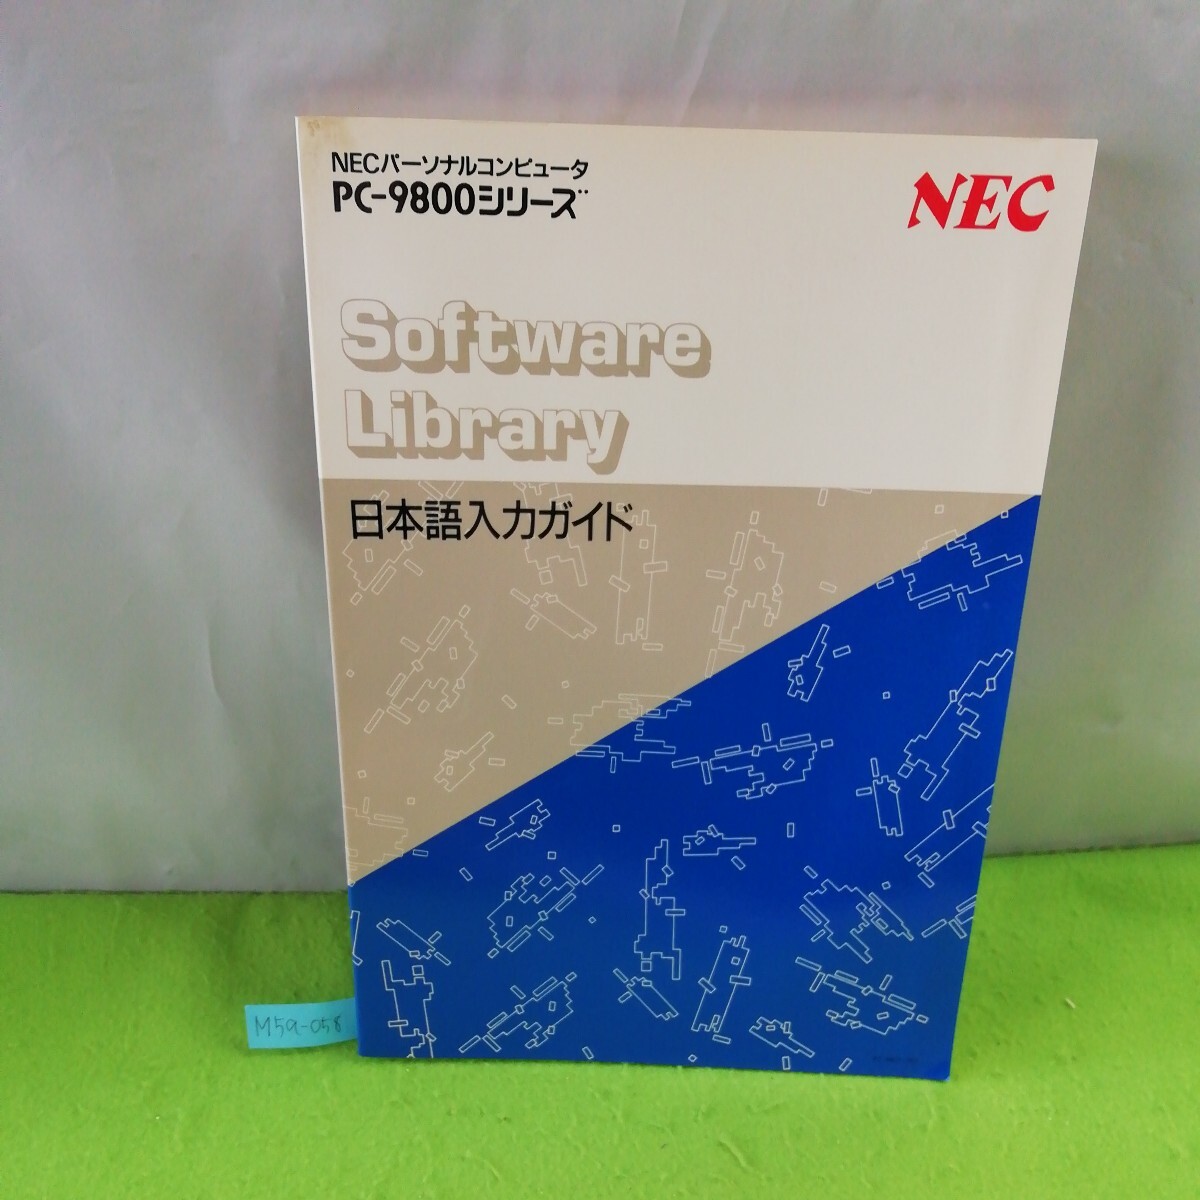 NECパーソナルコンピュータ
PC-9800シリーズ
NEC
Software
Library
日本語入力ガイド
M59-058